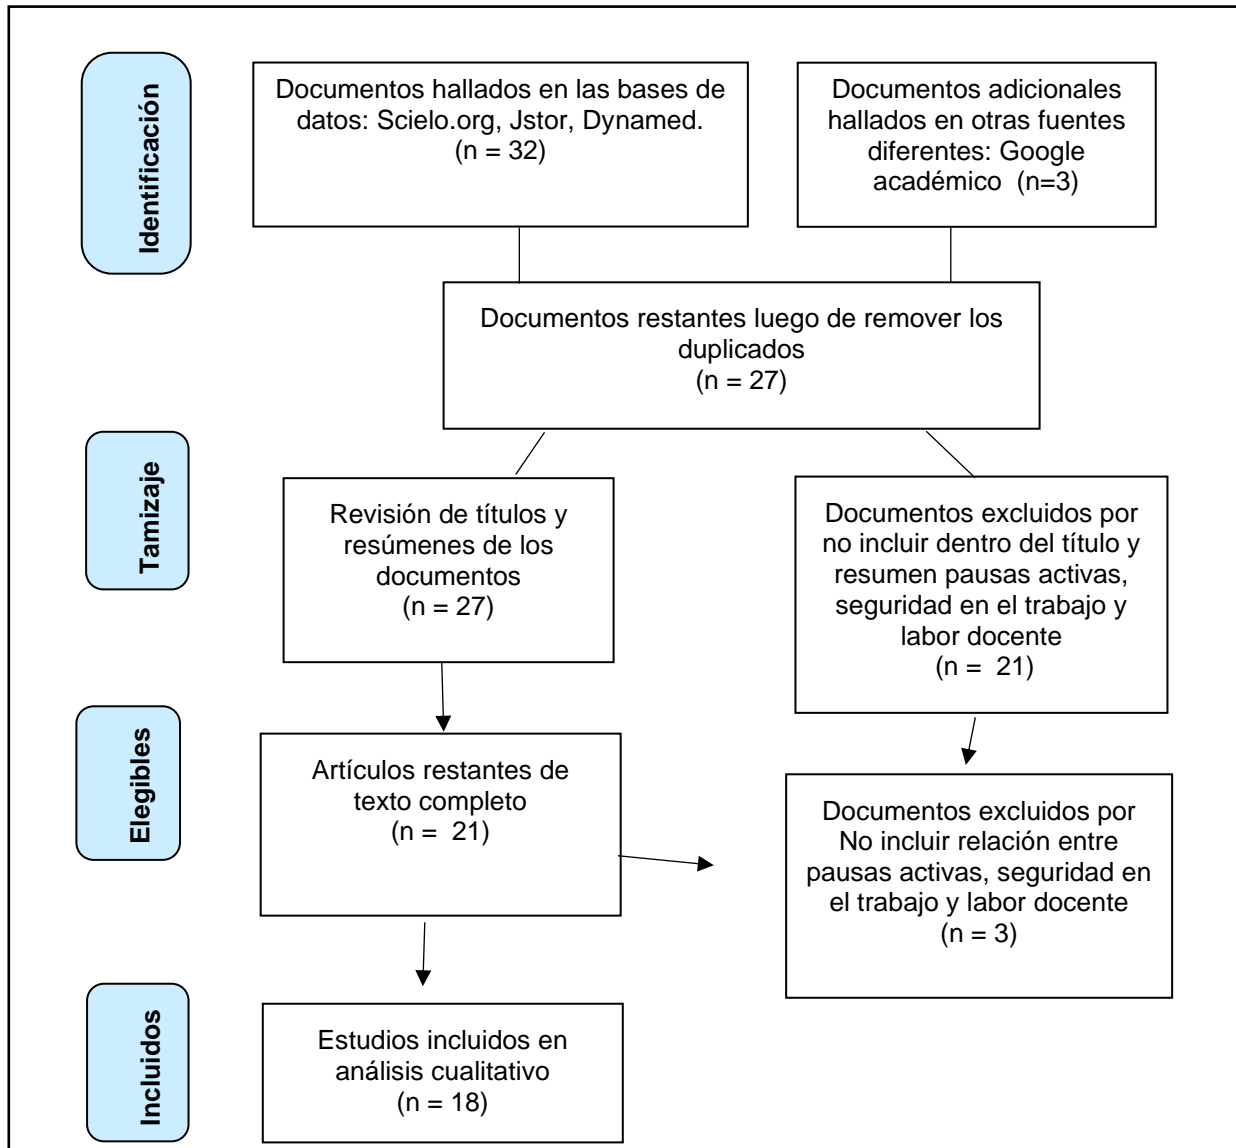 Identificación
Documentos hallados en las bases de
datos: Scielo.org, Jstor, Dynamed.
(n = 32)
Documentos adicionales
hallados en otras fuentes
diferentes: Google
académico (n=3)
Documentos restantes luego de remover los
duplicados
(n = 27)
Tamizaje
Revisión de títulos y
resúmenes de los
documentos
(n = 27)
Documentos excluidos por
no incluir dentro del título y
resumen pausas activas,
seguridad en el trabajo y
labor docente
(n = 21)
Elegibles
Artículos restantes de
texto completo
(n = 21)
Documentos excluidos por
No incluir relación entre
pausas activas, seguridad en
el trabajo y labor docente
(n = 3)
Incluidos
Estudios incluidos en
análisis cualitativo
(n = 18)